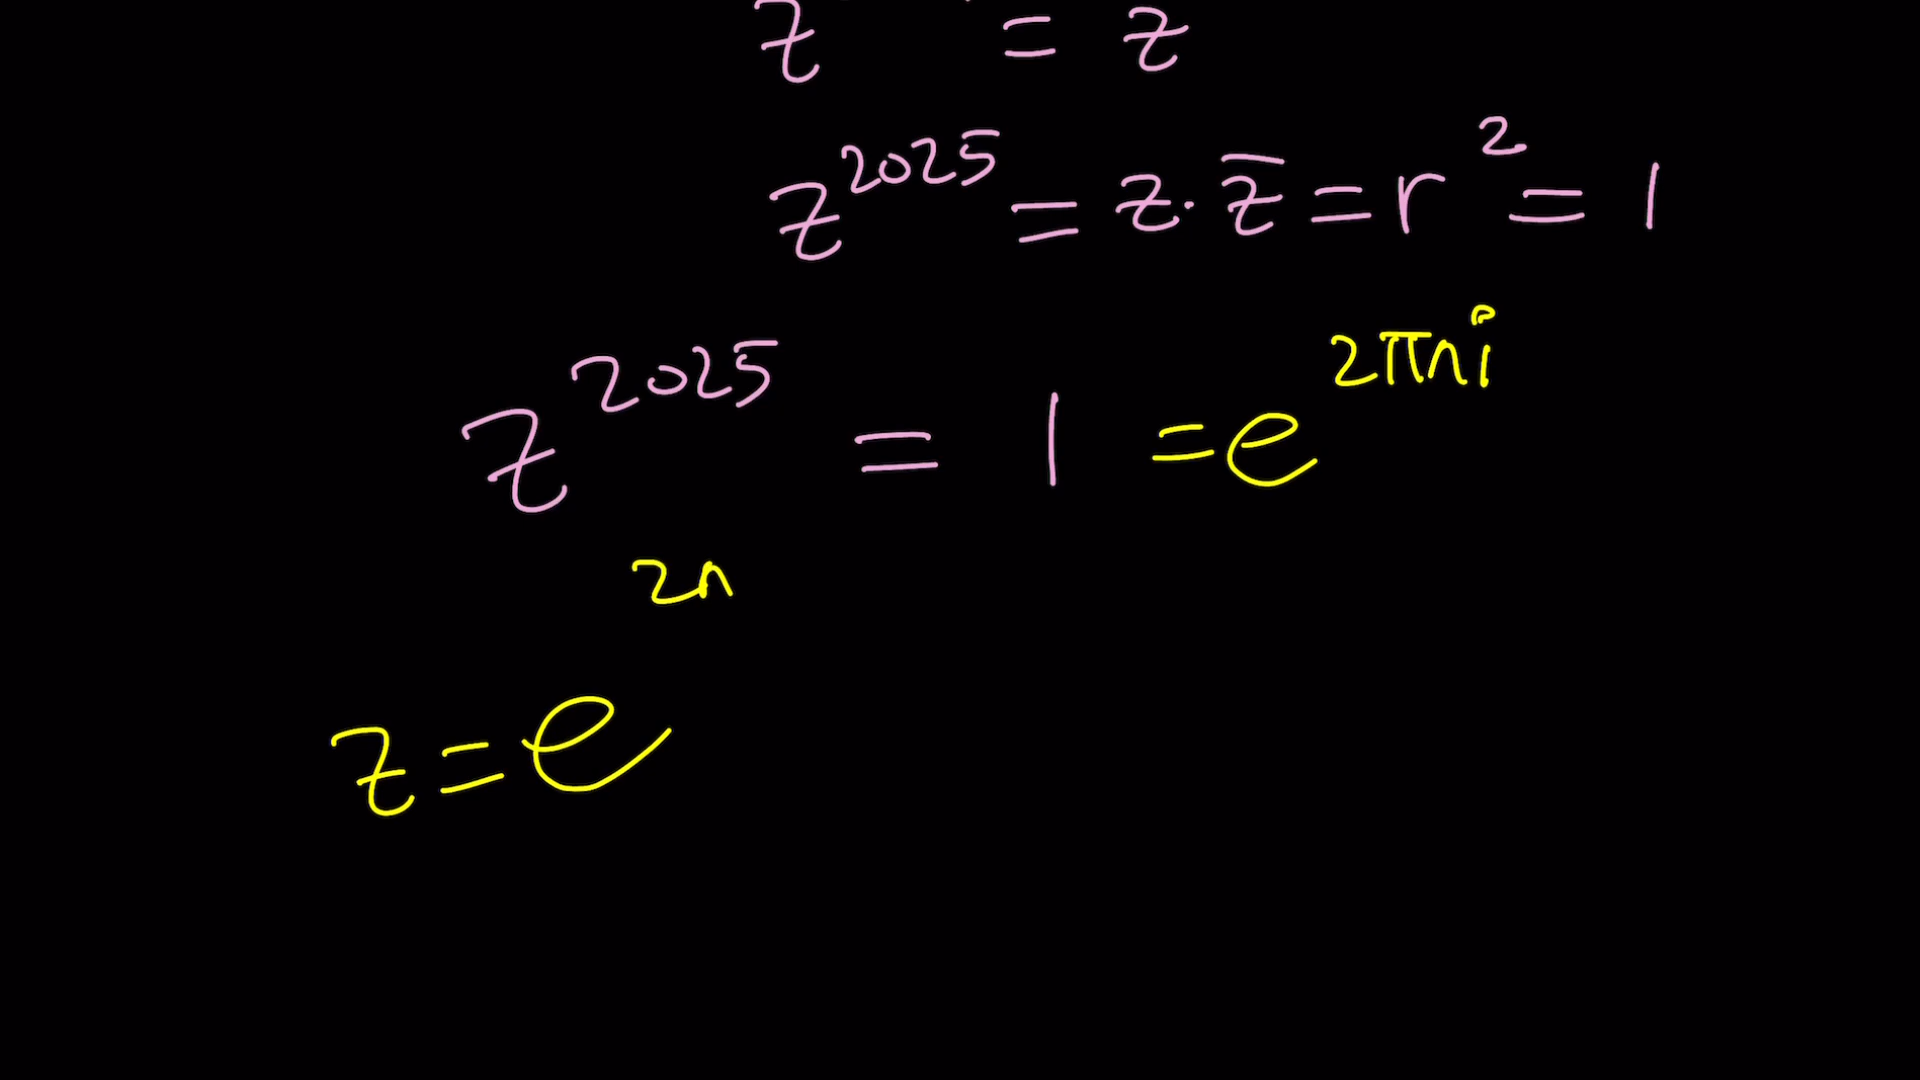 z = z
z^2025 = z · z̅ = r^2 = 1
z^2025 = 1 = e^2πni
z = e^2n